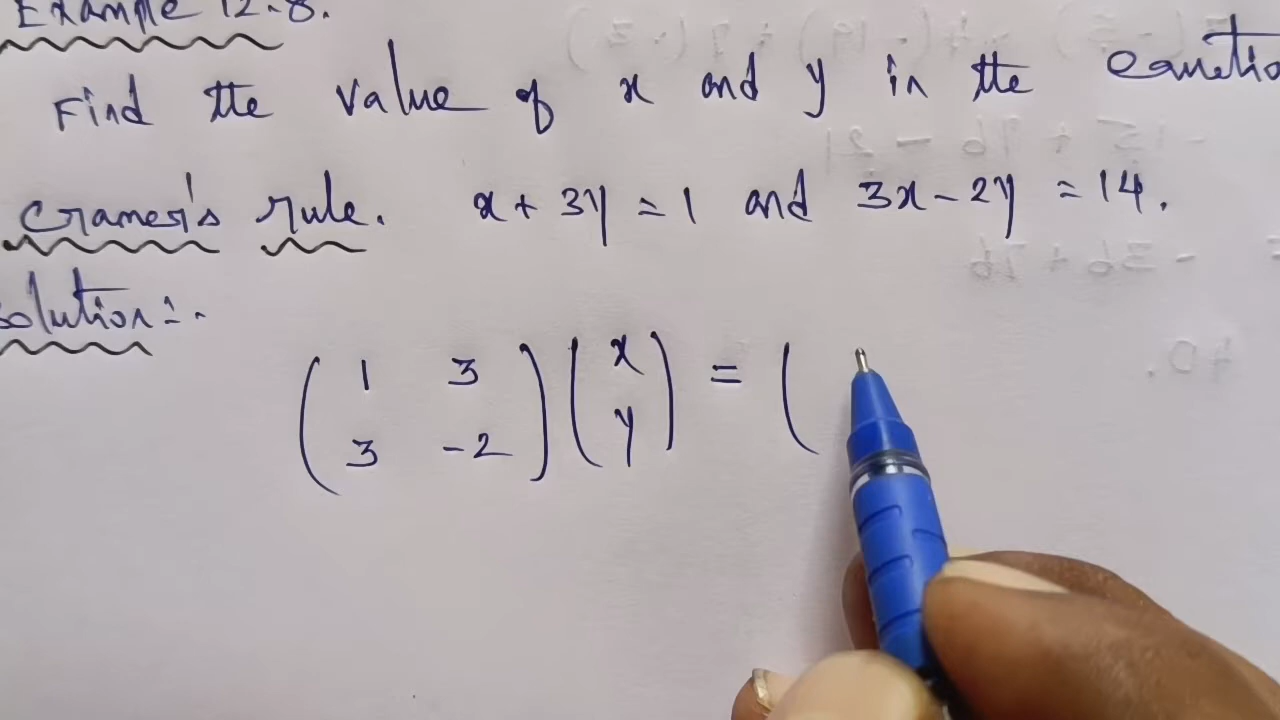 Example 12.8.
Find the value of x and y in the
Cramer's rule. x + 3y = 1 and 3x - 2y = 14.
Solution:-
( 1 3 ) ( x ) = (
( 3 -2 ) ( y )